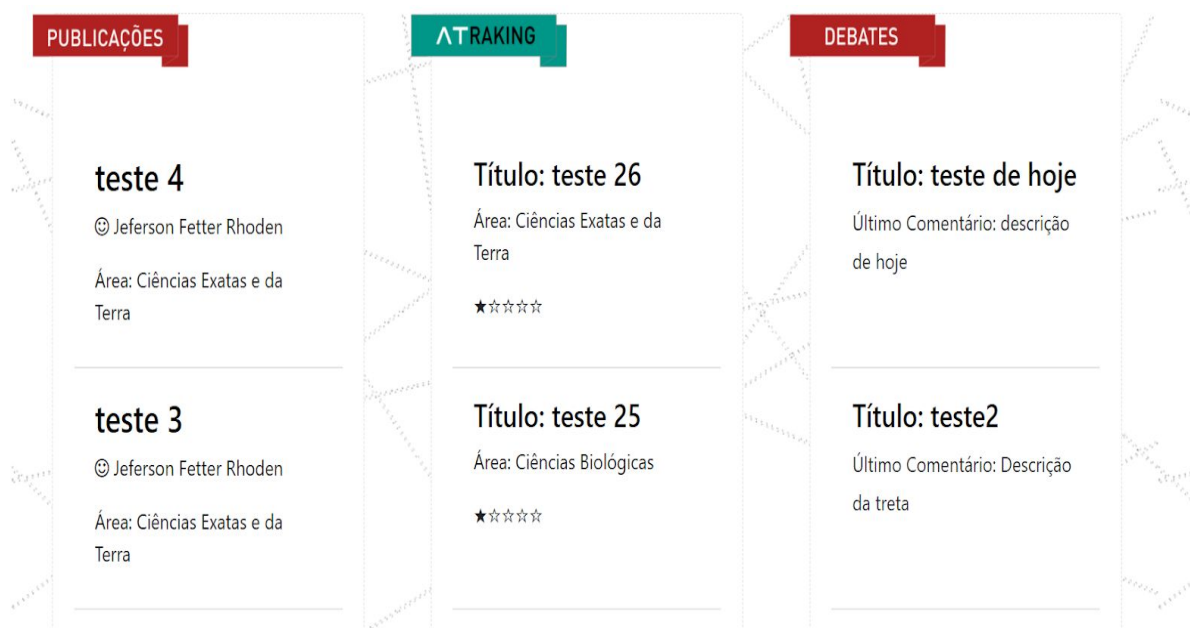 PUBLICAÇÕES
teste 4
☺ Jeferson Fetter Rhoden
Área: Ciências Exatas e da
Terra
teste 3
☺ Jeferson Fetter Rhoden
Área: Ciências Exatas e da
Terra
ATRAKING
Título: teste 26
Área: Ciências Exatas e da
Terra
★☆☆☆☆
Título: teste 25
Área: Ciências Biológicas
★☆☆☆☆
DEBATES
Título: teste de hoje
Último Comentário: descrição
de hoje
Título: teste2
Último Comentário: Descrição
da treta